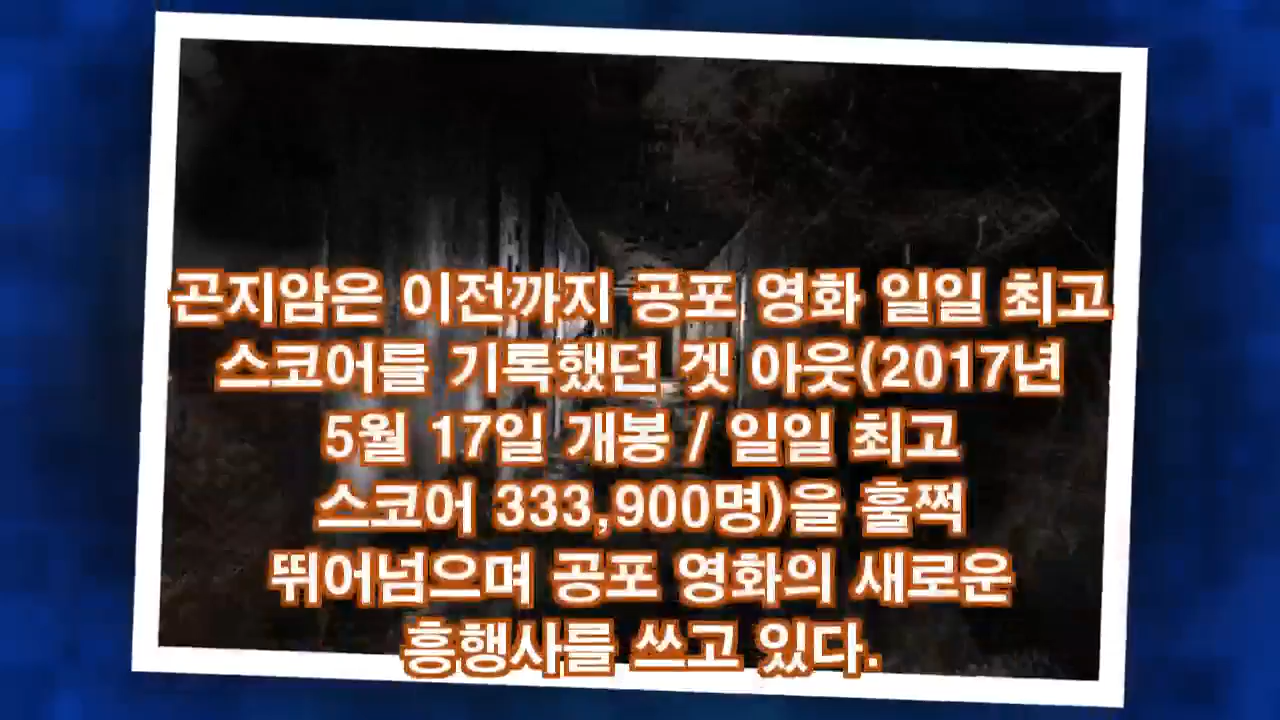 곤지암은 이전까지 공포 영화 일일 최고
스코어를 기록했던 겟 아웃(2017년
5월 17일 개봉 / 일일 최고
스코어 333,900명)을 훌쩍
뛰어넘으며 공포 영화의 새로운
흥행사를 쓰고 있다.